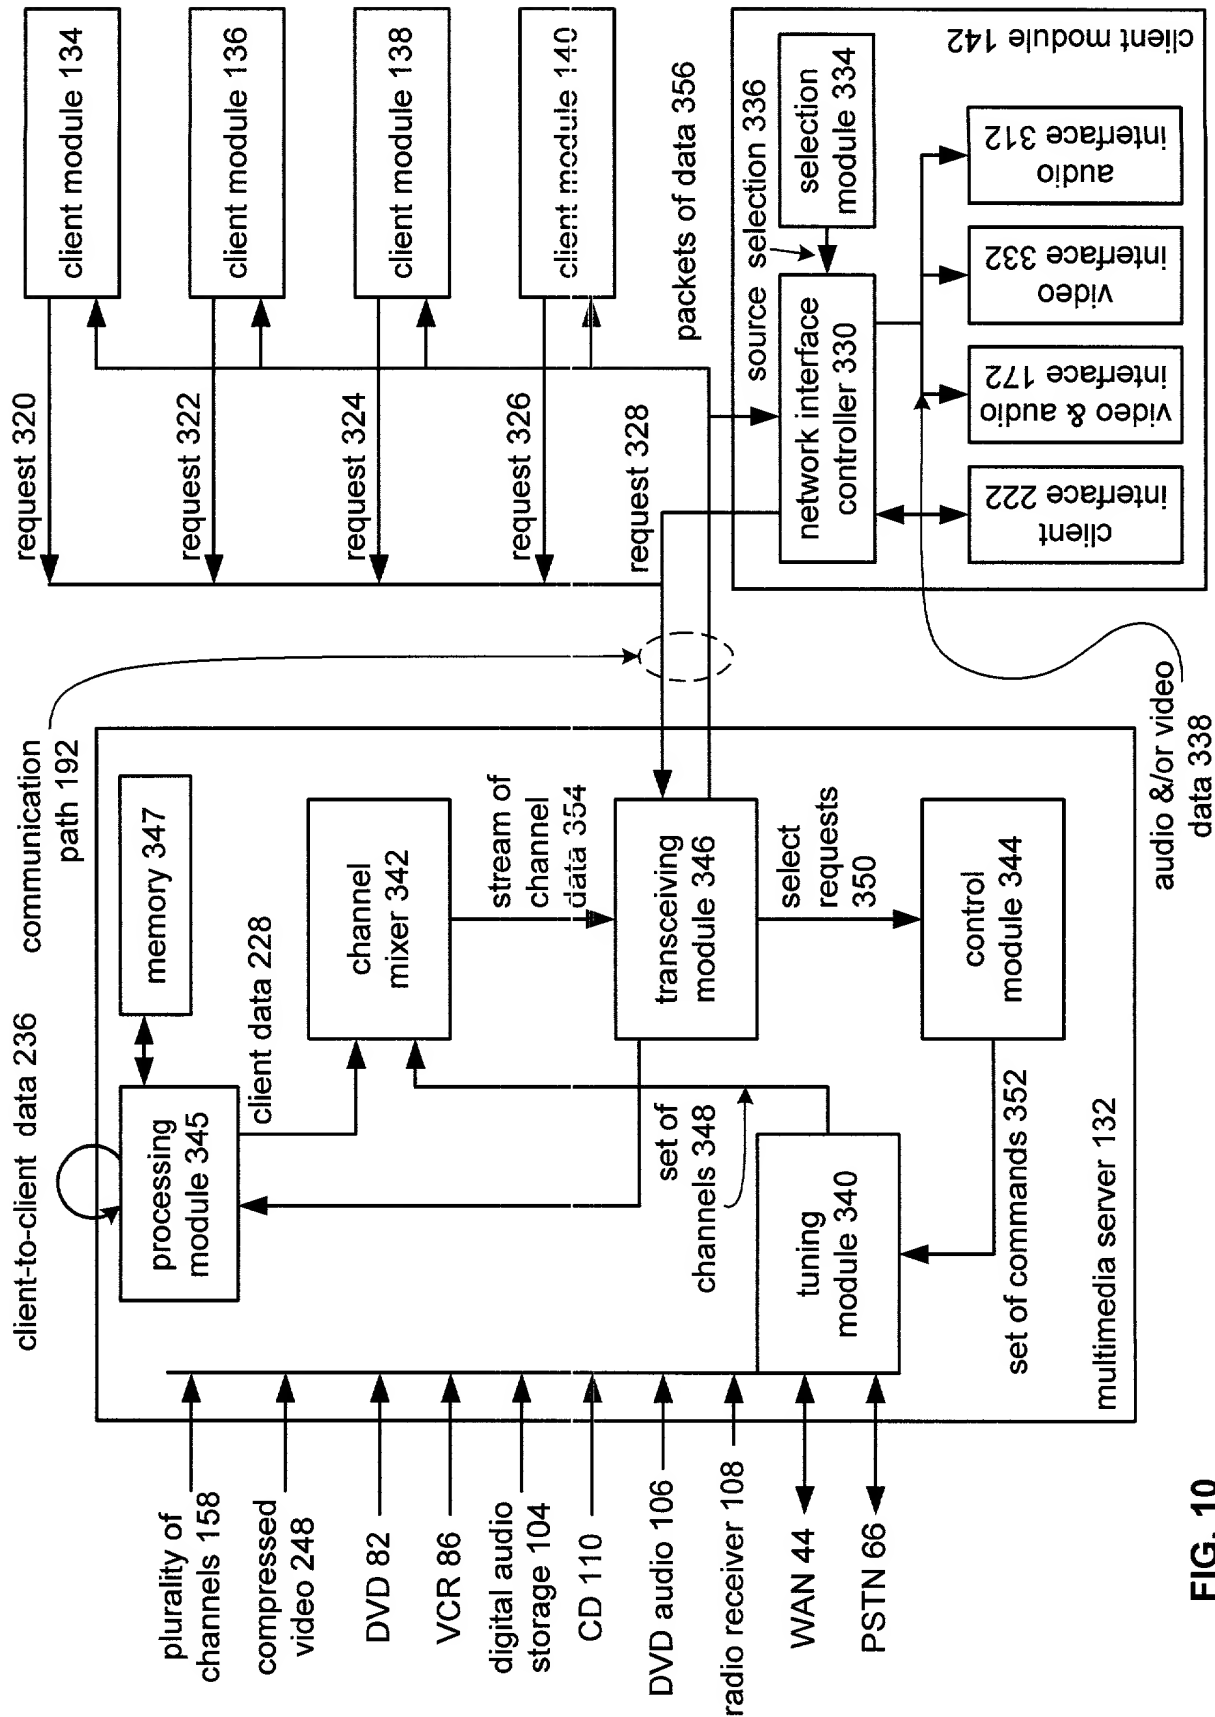 client-to-client data 236
communication
path 192
request 320
client module 134
request 322
client module 136
request 324
client module 138
request 326
client module 140
request 328
packets of data 356
plurality of
channels 158
compressed
video 248
DVD 82
VCR 86
digital audio
storage 104
CD 110
DVD audio 106
radio receiver 108
WAN 44
PSTN 66
processing
module 345
memory 347
client data 228
channel
mixer 342
stream of
channel
data 354
set of
channels 348
transceiving
module 346
select
requests
350
tuning
module 340
control
module 344
set of commands 352
multimedia server 132
source selection 336
network interface
controller 330
selection
module 334
client
interface 222
video & audio
interface 172
video
interface 332
audio
interface 312
client module 142
audio &/or video
data 338
FIG. 10